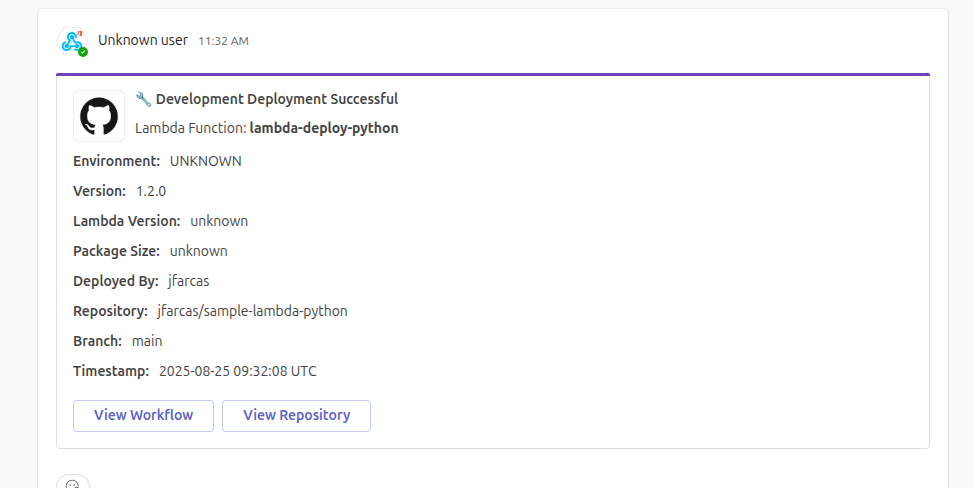 Unknown user 11:32 AM
🔧 Development Deployment Successful
Lambda Function: lambda-deploy-python
Environment: UNKNOWN
Version: 1.2.0
Lambda Version: unknown
Package Size: unknown
Deployed By: jfarcas
Repository: jfarcas/sample-lambda-python
Branch: main
Timestamp: 2025-08-25 09:32:08 UTC
View Workflow View Repository